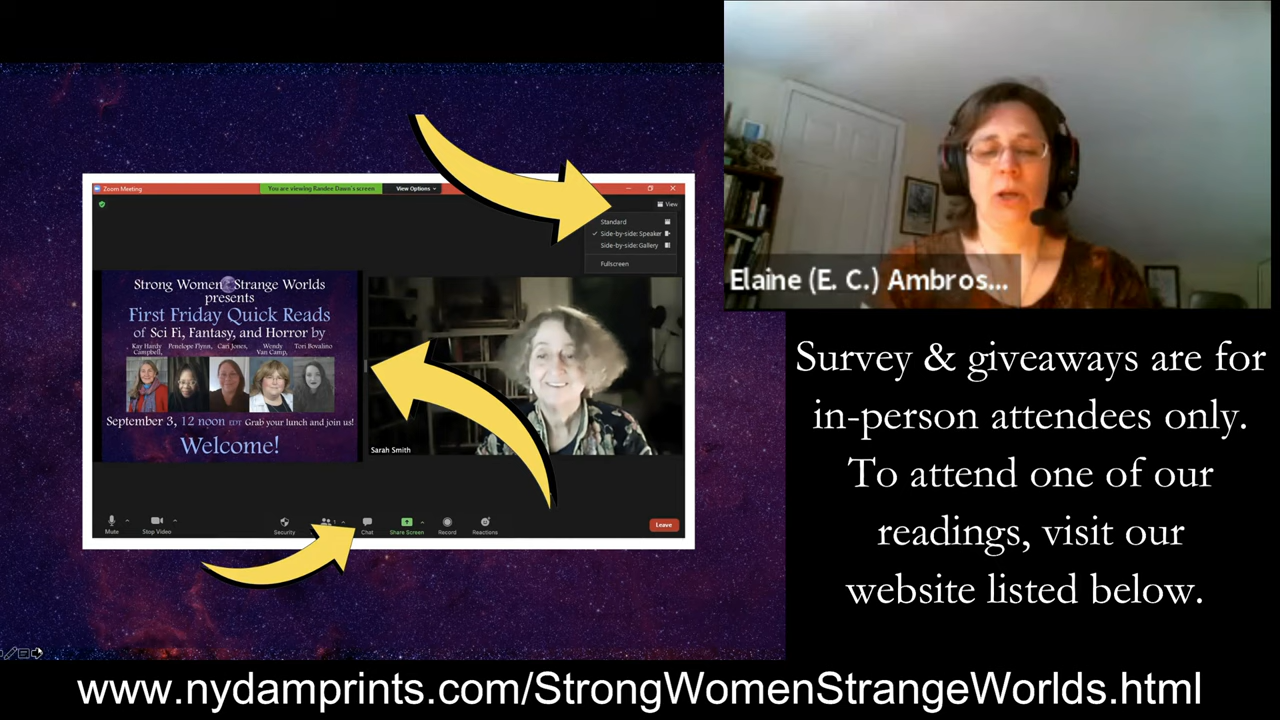 Zoom Meeting
You are viewing Randee Dawn's screen
View Options
View
Standard
Side-by-side: Speaker
Side-by-side: Gallery
Fullscreen
Strong Women Strange Worlds
presents
First Friday Quick Reads
of Sci Fi, Fantasy, and Horror by
Kay Hardy Campbell, Penelope Flynn, Cari Jones, Wendy Van Camp, Tori Bovalino
September 3, 12 noon EDT Grab your lunch and join us!
Welcome!
Sarah Smith
Mute
Stop Video
Security
Chat
Share Screen
Record
Reactions
Leave
Elaine (E. C.) Ambros...
Survey & giveaways are for
in-person attendees only.
To attend one of our
readings, visit our
website listed below.
www.nydamprints.com/StrongWomenStrangeWorlds.html